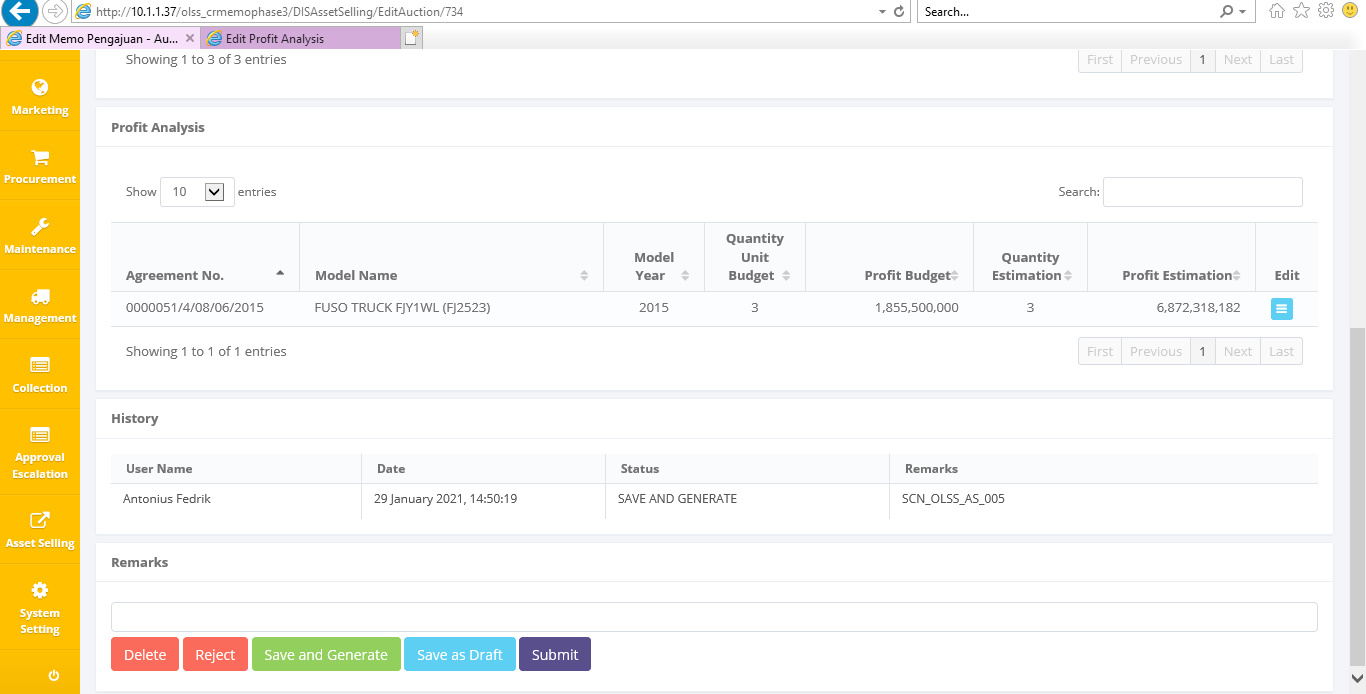 http://10.1.1.37/olss_crmemophase3/DISAssetSelling/EditAuction/734
Search...
Edit Memo Pengajuan - Au...
Edit Profit Analysis
Marketing
Procurement
Maintenance
Management
Collection
Approval
Escalation
Asset Selling
System
Setting
Showing 1 to 3 of 3 entries
First Previous 1 Next Last
Profit Analysis
Show 10 entries
Search:
Agreement No. Model Name Model Year Quantity Unit Budget Profit Budget Quantity Estimation Profit Estimation Edit
0000051/4/08/06/2015 FUSO TRUCK FJY1WL (FJ2523) 2015 3 1,855,500,000 3 6,872,318,182
Showing 1 to 1 of 1 entries
First Previous 1 Next Last
History
User Name Date Status Remarks
Antonius Fedrik 29 January 2021, 14:50:19 SAVE AND GENERATE SCN_OLSS_AS_005
Remarks
Delete Reject Save and Generate Save as Draft Submit